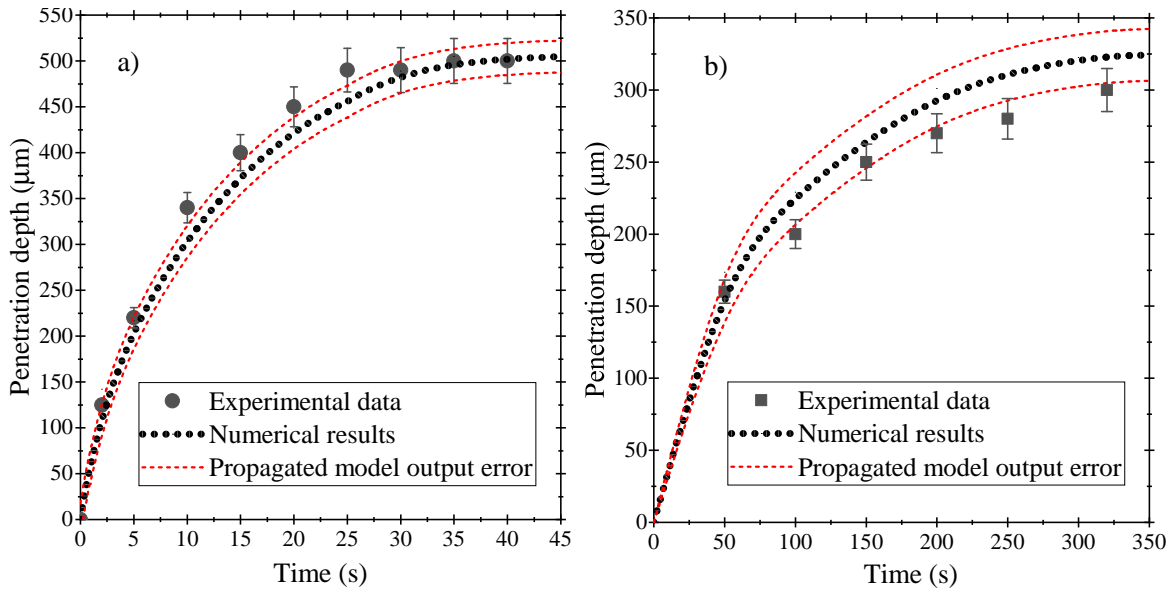 a)
Penetration depth (μm)
550
500
450
400
350
300
250
200
150
100
50
0
Experimental data
Numerical results
Propagated model output error
0 5 10 15 20 25 30 35 40 45
Time (s)
b)
Penetration depth (μm)
350
300
250
200
150
100
50
0
Experimental data
Numerical results
Propagated model output error
0 50 100 150 200 250 300 350
Time (s)